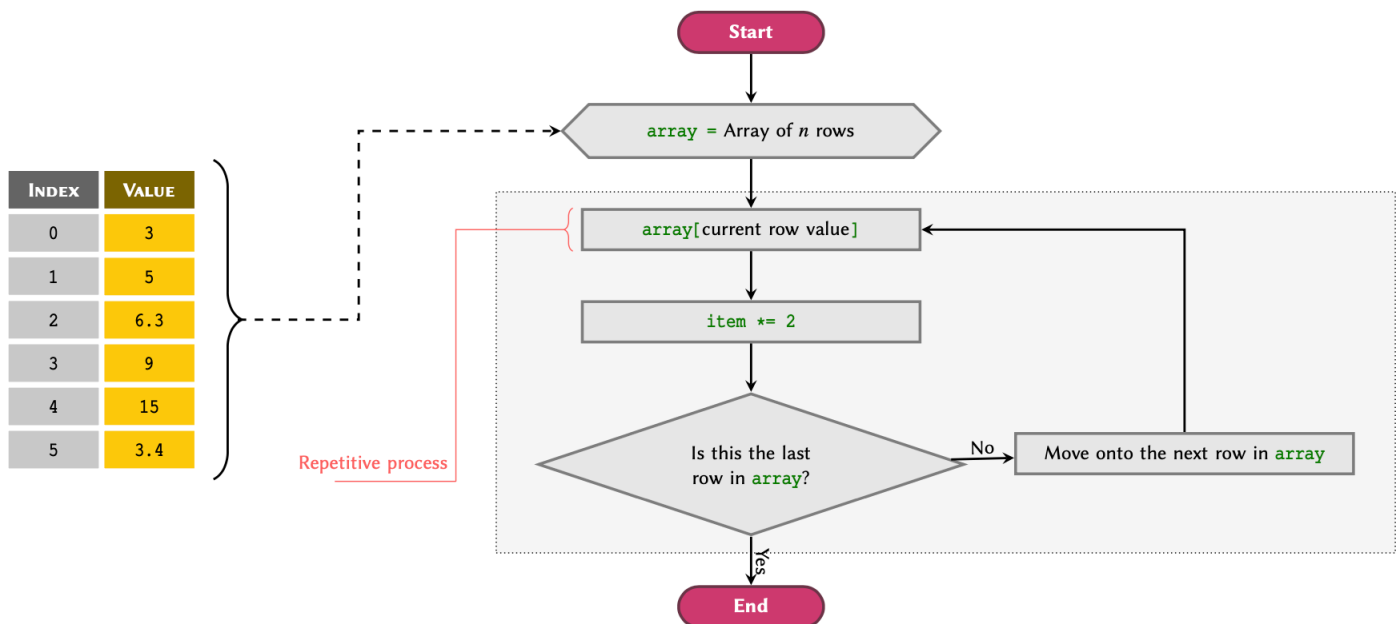 Start
array = Array of n rows
INDEX VALUE
0 3
1 5
2 6.3
3 9
4 15
5 3.4
array[current row value]
item *= 2
Repetitive process
Is this the last
row in array?
No
Move onto the next row in array
Yes
End